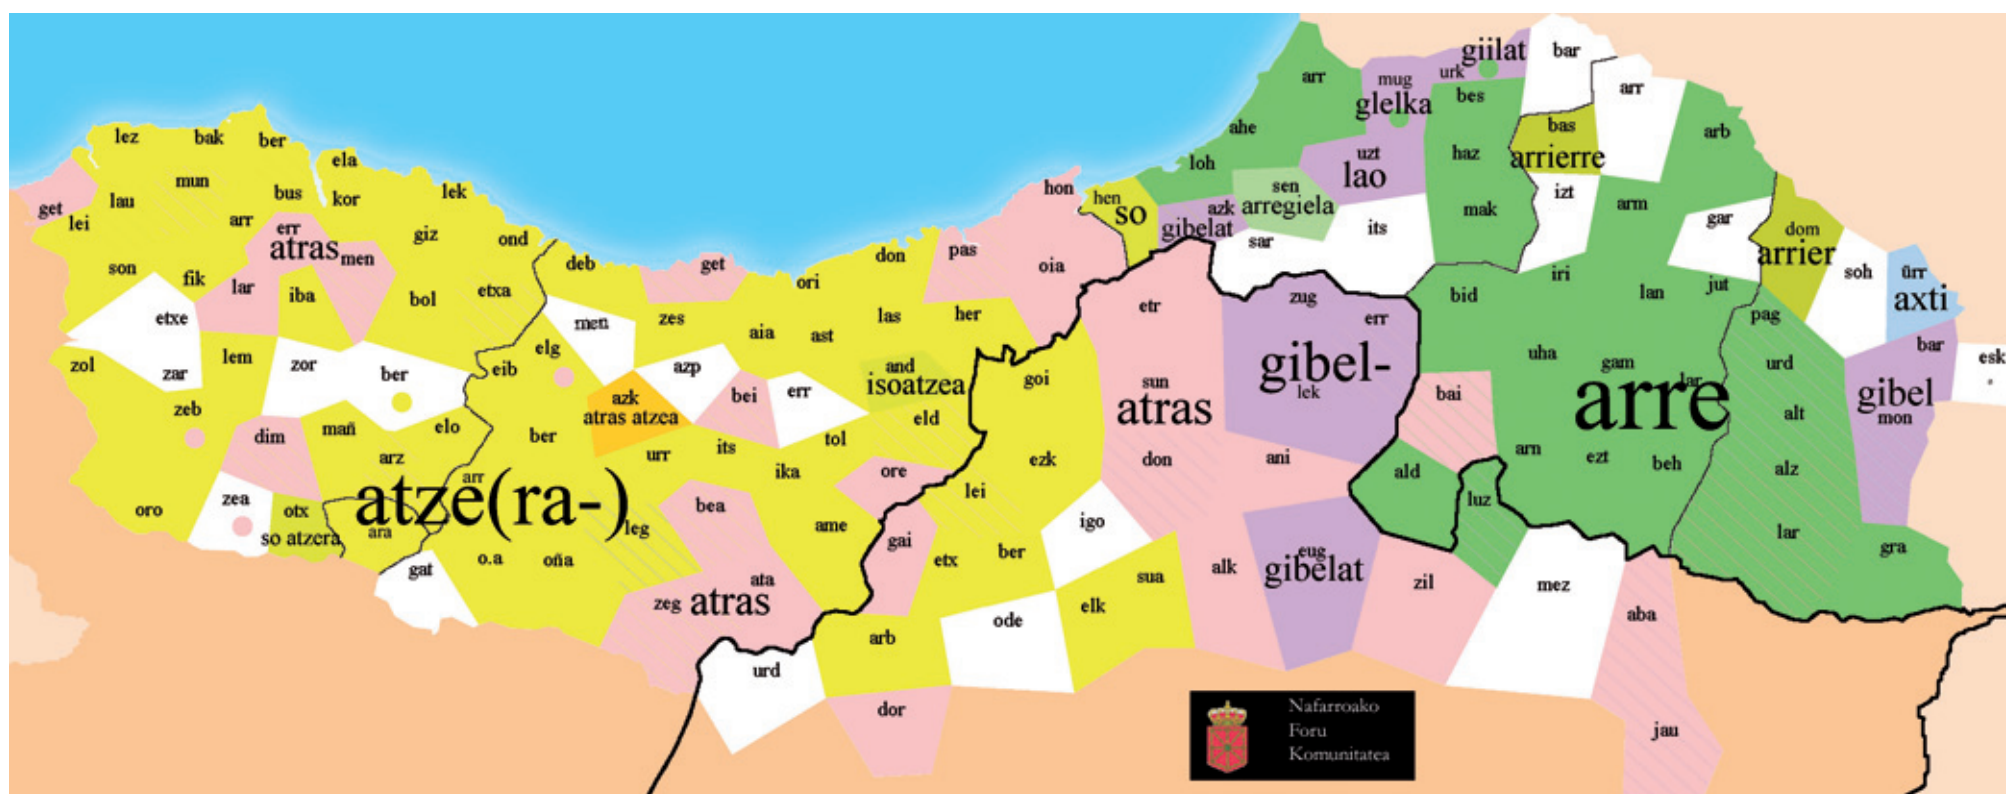 giilat
bar
arr
mug
urk
bes
arr
glelka
lez
bak
ber
ahe
bas
arb
ela
loh
uzt
haz
arrierre
mun
lao
lau
bus
kor
lek
hon
hen
sen
izt
get
lei
arr
err
giz
so
azk
arregiela
mak
arm
gar
dom
atras
men
ond
gibelat
sar
its
arrier
son
fik
deb
get
don
pas
oia
soh
ürr
lar
iba
bol
etxa
ori
zug
bid
iri
lan
jut
axti
etxe
men
zes
aia
ast
las
her
etr
err
pag
bar
zol
lem
zor
elg
gibel-
uha
gam
urd
esk
zar
ber
eib
azp
bei
err
and
isoatzea
goi
sun
lek
lar
arre
gibel
zeb
azk
atras atzea
atras
bai
alt
mon
dim
mañ
elo
ber
its
tol
eld
arz
urr
ika
ore
ezk
don
ani
ald
arn
ezt
beh
alz
zea
otx
arr
atze(ra-)
bea
lei
luz
oro
so atzera
ara
leg
ame
gai
igo
eug
gibelat
lar
gra
gat
o.a
oña
ata
etx
ber
sua
alk
zil
mez
zeg
atras
elk
aba
arb
ode
urd
dor
jau
Nafarroako
Foru
Komunitatea